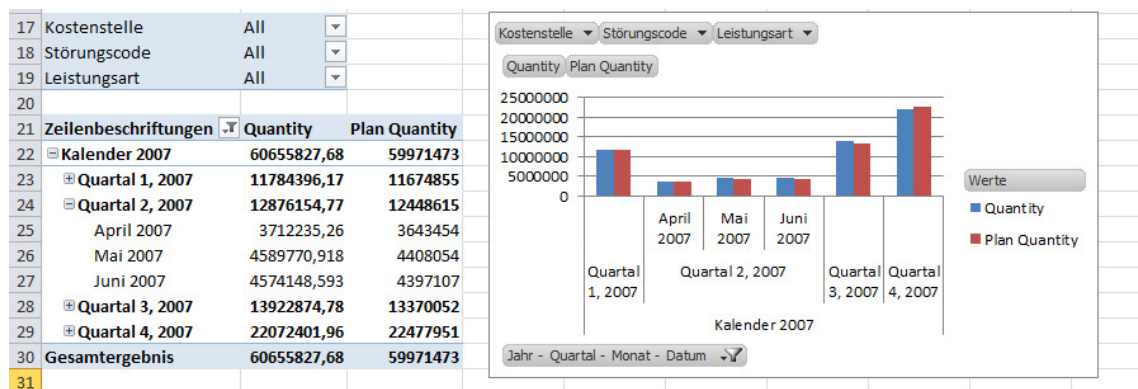 17 Kostenstelle All
18 Störungscode All
19 Leistungsart All
20
21 Zeilenbeschriftungen Quantity Plan Quantity
22 Kalender 2007 60655827,68 59971473
23 Quartal 1, 2007 11784396,17 11674855
24 Quartal 2, 2007 12876154,77 12448615
25 April 2007 3712235,26 3643454
26 Mai 2007 4589770,918 4408054
27 Juni 2007 4574148,593 4397107
28 Quartal 3, 2007 13922874,78 13370052
29 Quartal 4, 2007 22072401,96 22477951
30 Gesamtergebnis 60655827,68 59971473
31
Kostenstelle Störungscode Leistungsart
Quantity Plan Quantity
25000000
20000000
15000000
10000000
5000000
0
April Mai Juni
2007 2007 2007
Quartal Quartal 2, 2007 Quartal Quartal
1, 2007 3, 2007 4, 2007
Kalender 2007
Jahr - Quartal - Monat - Datum
Werte
Quantity
Plan Quantity